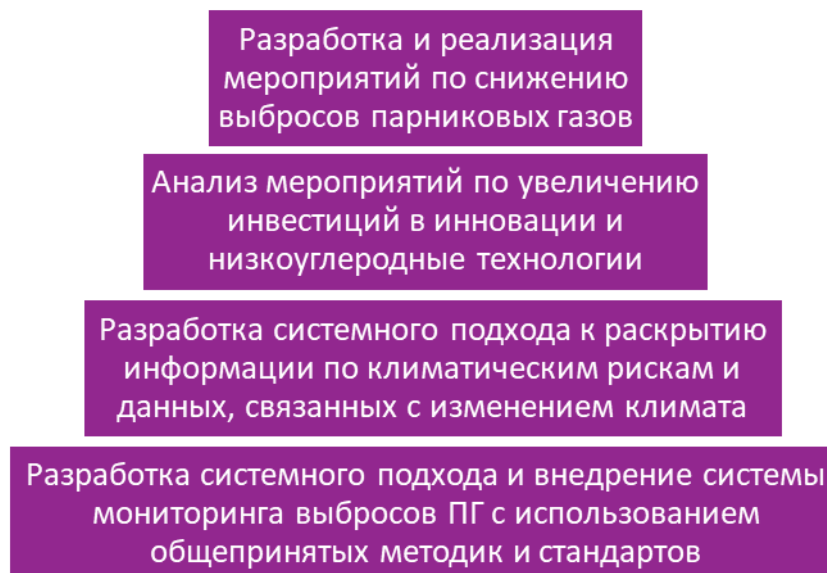 Разработка и реализация
мероприятий по снижению
выбросов парниковых газов
Анализ мероприятий по увеличению
инвестиций в инновации и
низкоуглеродные технологии
Разработка системного подхода к раскрытию
информации по климатическим рискам и
данных, связанных с изменением климата
Разработка системного подхода и внедрение системы
мониторинга выбросов ПГ с использованием
общепринятых методик и стандартов